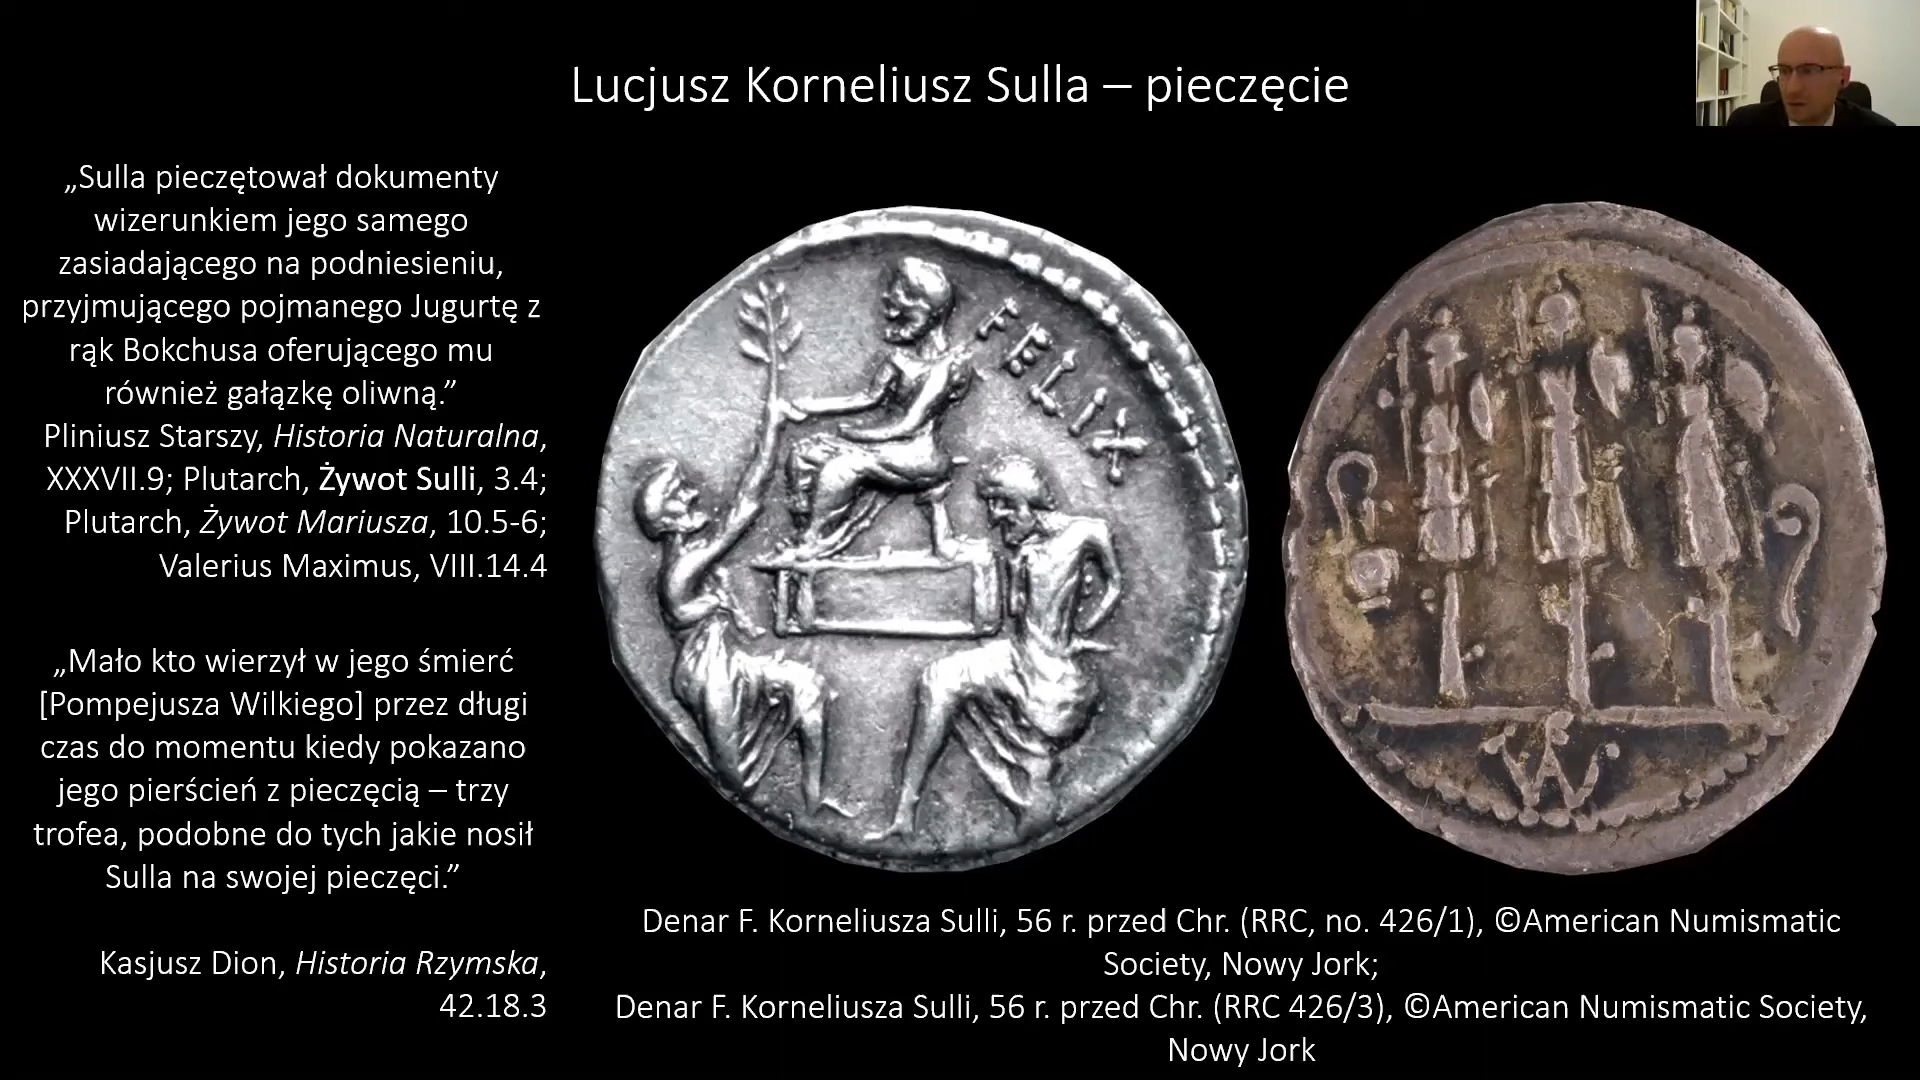 Lucjusz Korneliusz Sulla – pieczęcie
„Sulla pieczętował dokumenty
wizerunkiem jego samego
zasiadającego na podniesieniu,
przyjmującego pojmanego Jugurtę z
rąk Bokchusa oferującego mu
również gałązkę oliwną.”
Pliniusz Starszy, Historia Naturalna,
XXXVII.9; Plutarch, Żywot Sulli, 3.4;
Plutarch, Żywot Mariusza, 10.5-6;
Valerius Maximus, VIII.14.4
„Mało kto wierzył w jego śmierć
[Pompejusza Wilkiego] przez długi
czas do momentu kiedy pokazano
jego pierścień z pieczęcią – trzy
trofea, podobne do tych jakie nosił
Sulla na swojej pieczęci.”
Kasjusz Dion, Historia Rzymska,
42.18.3
FELIX
Denar F. Korneliusza Sulli, 56 r. przed Chr. (RRC, no. 426/1), ©American Numismatic
Society, Nowy Jork;
Denar F. Korneliusza Sulli, 56 r. przed Chr. (RRC 426/3), ©American Numismatic Society,
Nowy Jork